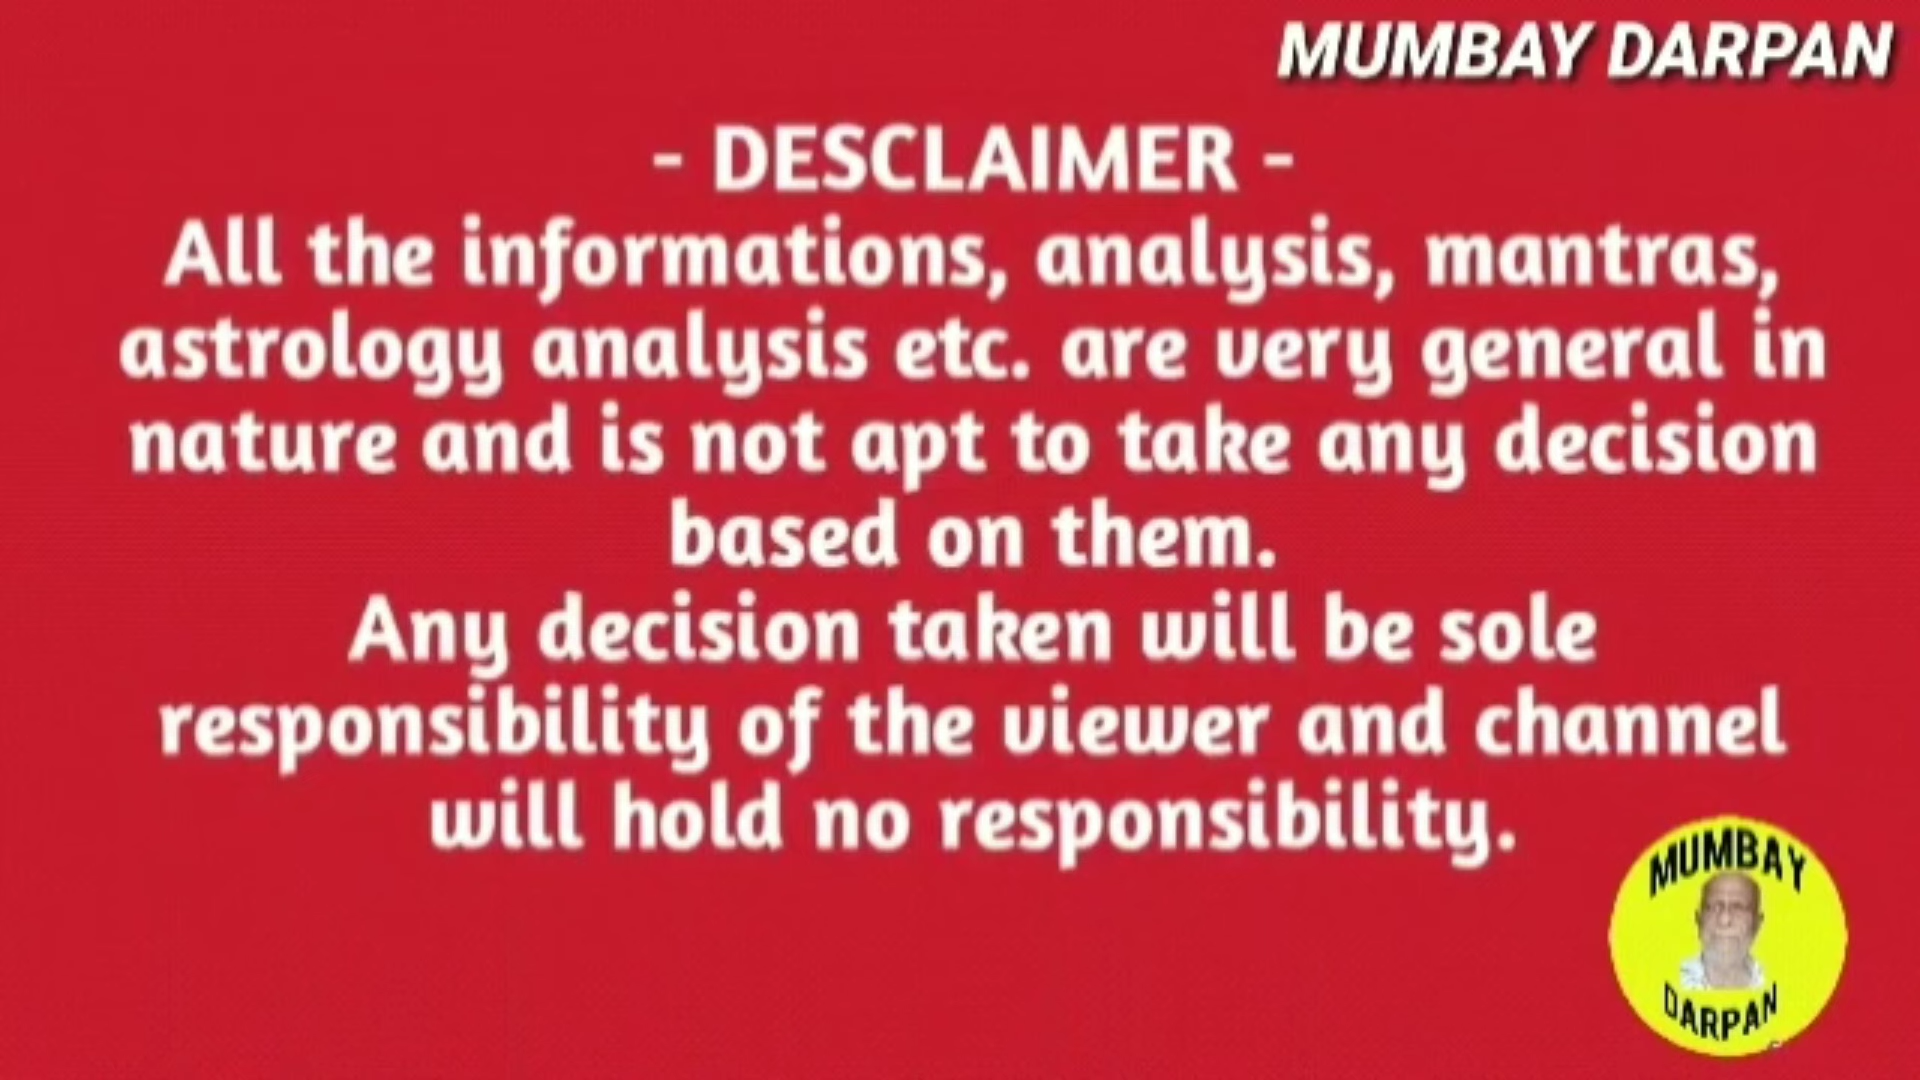 MUMBAY DARPAN
- DESCLAIMER -
All the informations, analysis, mantras,
astrology analysis etc. are very general in
nature and is not apt to take any decision
based on them.
Any decision taken will be sole
responsibility of the viewer and channel
will hold no responsibility.
MUMBAY
DARPAN